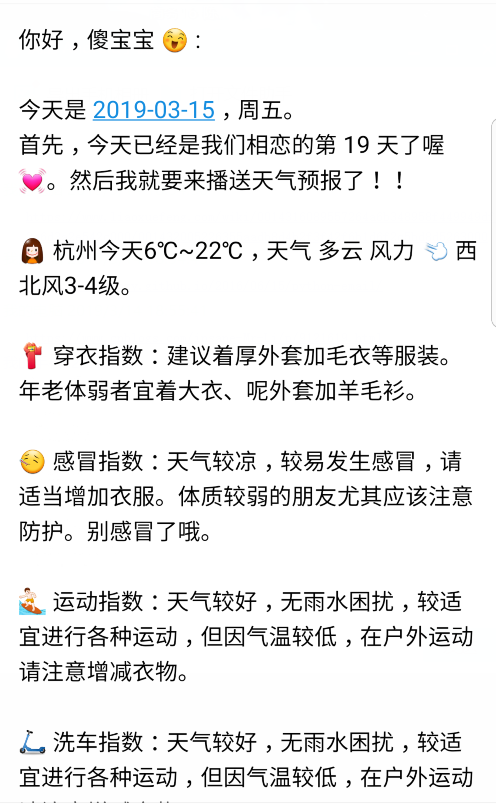 你好，傻宝宝 😄：
今天是 2019-03-15 ，周五。
首先，今天已经是我们相恋的第 19 天了喔
💓。然后我就要来播送天气预报了！！
👧 杭州今天6℃~22℃，天气 多云 风力 💨 西
北风3-4级。
👘 穿衣指数：建议着厚外套加毛衣等服装。
年老体弱者宜着大衣、呢外套加羊毛衫。
感冒指数：天气较凉，较易发生感冒，请
适当增加衣服。体质较弱的朋友尤其应该注意
防护。别感冒了哦。
🏄 运动指数：天气较好，无雨水困扰，较适
宜进行各种运动，但因气温较低，在户外运动
请注意增减衣物。
🛴 洗车指数：天气较好，无雨水困扰，较适
宜进行各种运动，但因气温较低，在户外运动